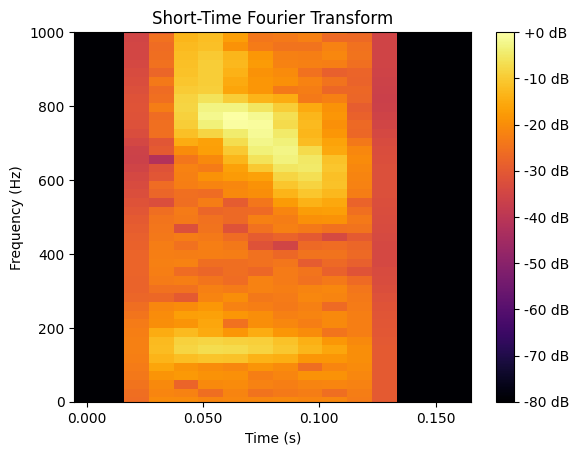 Short-Time Fourier Transform
1000
800
600
400
200
0
Frequency (Hz)
0.000
0.050
0.100
0.150
Time (s)
+0 dB
-10 dB
-20 dB
-30 dB
-40 dB
-50 dB
-60 dB
-70 dB
-80 dB